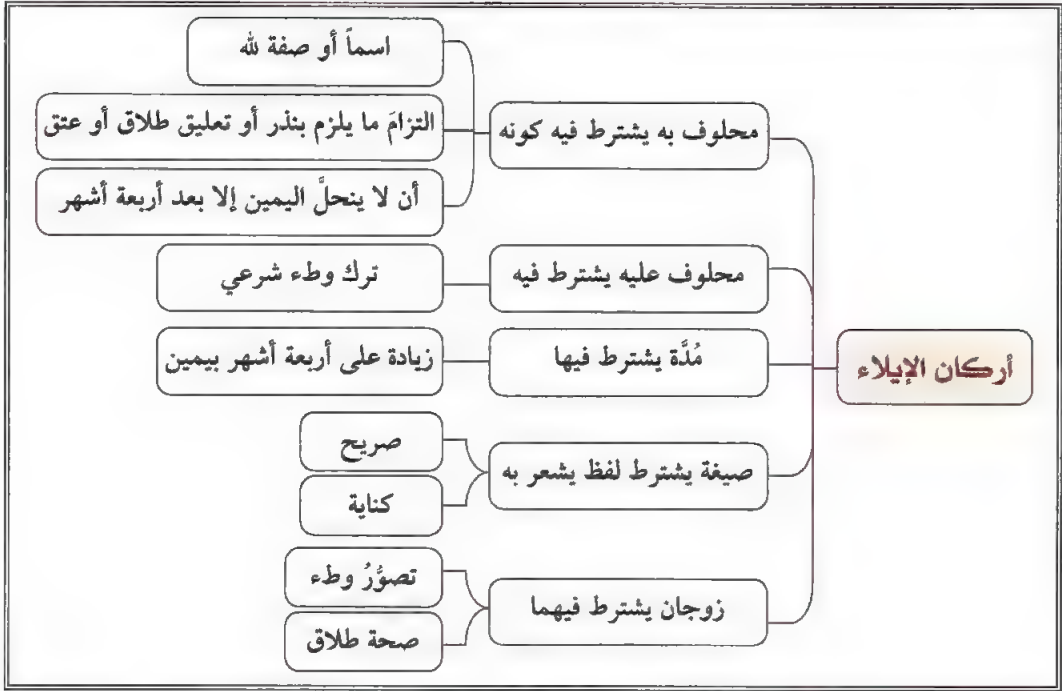 أركان الإيلاء
محلوف به يشترط فيه كونه
اسماً أو صفة لله
التزامَ ما يلزم بنذر أو تعليق طلاق أو عتق
أن لا ينحلَّ اليمين إلا بعد أربعة أشهر
محلوف عليه يشترط فيه
ترك وطء شرعي
مُدَّة يشترط فيها
زيادة على أربعة أشهر بيمين
صيغة يشترط لفظ يشعر به
صريح
كناية
زوجان يشترط فيهما
تصوُّرُ وطء
صحة طلاق